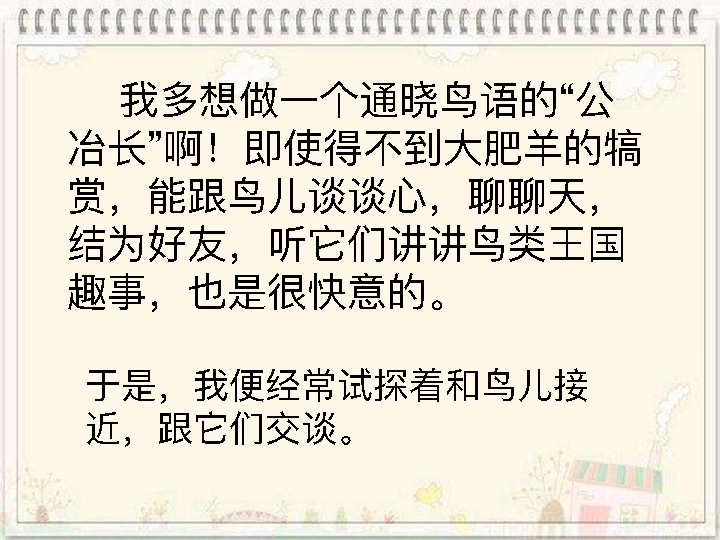 我多想做一个通晓鸟语的“公
冶长”啊！即使得不到大肥羊的犒
赏，能跟鸟儿谈谈心，聊聊天，
结为好友，听它们讲讲鸟类王国
趣事，也是很快意的。
于是，我便经常试探着和鸟儿接
近，跟它们交谈。